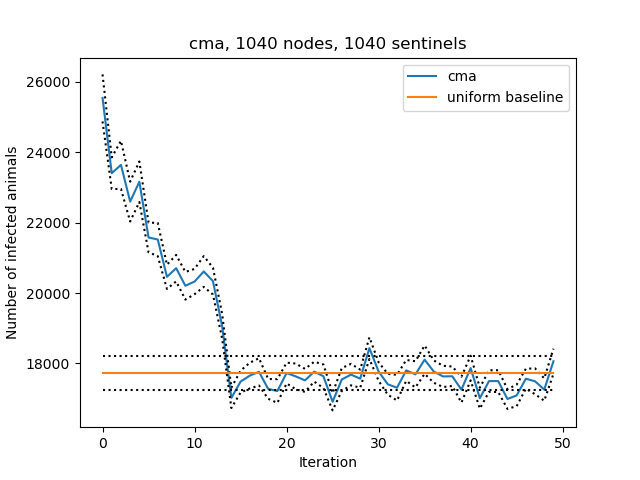 cma, 1040 nodes, 1040 sentinels
cma
uniform baseline
Number of infected animals
26000
24000
22000
20000
18000
0
10
20
30
40
50
Iteration